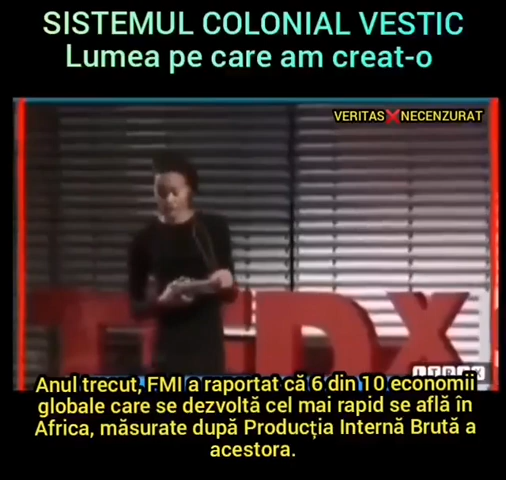 SISTEMUL COLONIAL VESTIC
Lumea pe care am creat-o
VERITAS❌NECENZURAT
TEDx
Anul trecut, FMI a raportat că 6 din 10 economii
globale care se dezvoltă cel mai rapid se află în
Africa, măsurate după Producția Internă Brută a
acestora.